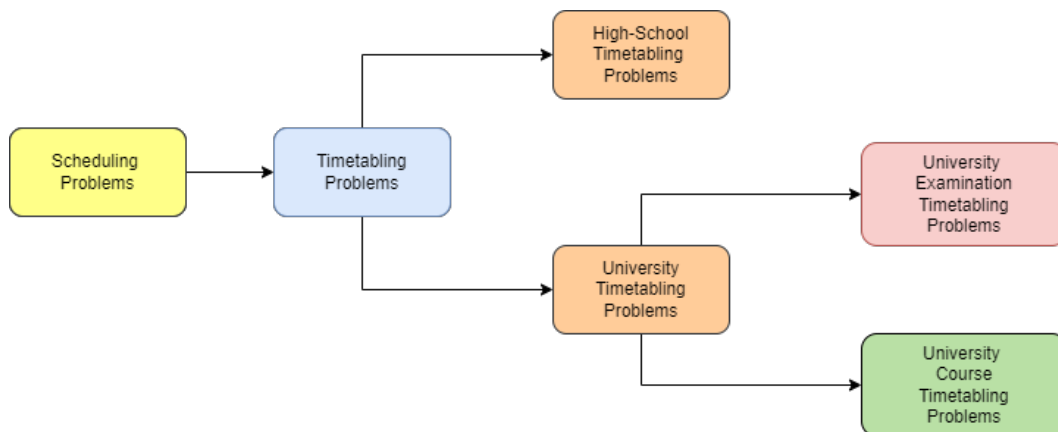 High-School
Timetabling
Problems
Scheduling
Problems
Timetabling
Problems
University
Examination
Timetabling
Problems
University
Timetabling
Problems
University
Course
Timetabling
Problems